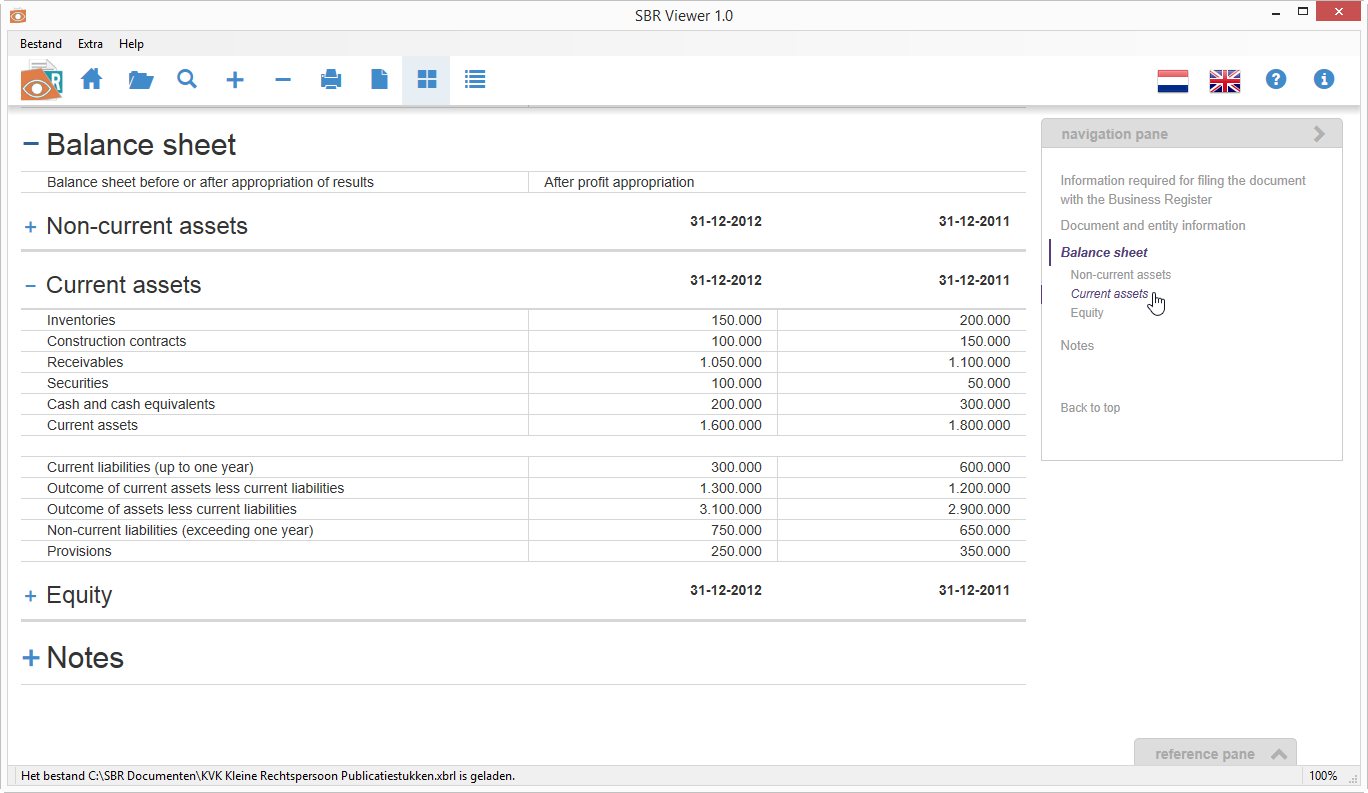 SBR Viewer 1.0
Bestand Extra Help
R
Balance sheet
Balance sheet before or after appropriation of results After profit appropriation
Non-current assets 31-12-2012 31-12-2011
Current assets 31-12-2012 31-12-2011
Inventories 150.000 200.000
Construction contracts 100.000 150.000
Receivables 1.050.000 1.100.000
Securities 100.000 50.000
Cash and cash equivalents 200.000 300.000
Current assets 1.600.000 1.800.000
Current liabilities (up to one year) 300.000 600.000
Outcome of current assets less current liabilities 1.300.000 1.200.000
Outcome of assets less current liabilities 3.100.000 2.900.000
Non-current liabilities (exceeding one year) 750.000 650.000
Provisions 250.000 350.000
Equity 31-12-2012 31-12-2011
Notes
navigation pane
Information required for filing the document
with the Business Register
Document and entity information
Balance sheet
Non-current assets
Current assets
Equity
Notes
Back to top
reference pane
Het bestand C:\SBR Documenten\KVK Kleine Rechtspersoon Publicatiestukken.xbrl is geladen. 100%